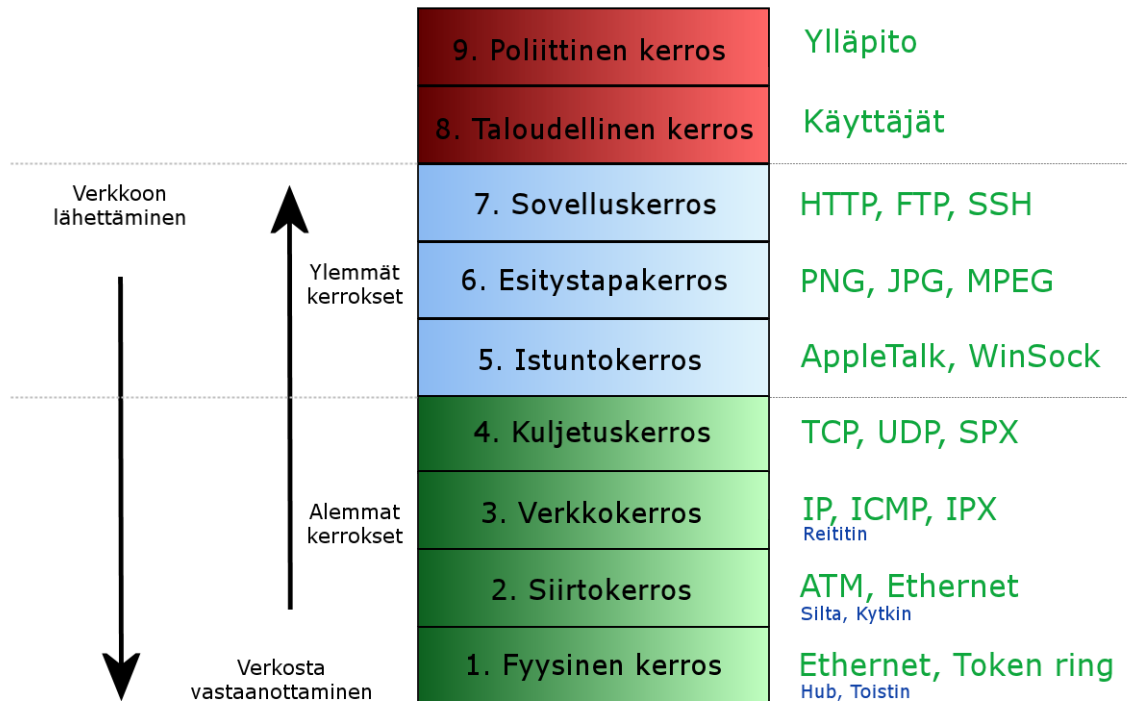 9. Poliittinen kerros
Ylläpito
8. Taloudellinen kerros
Käyttäjät
Verkkoon
lähettäminen
7. Sovelluskerros
HTTP, FTP, SSH
Ylemmät
kerrokset
6. Esitystapakerros
PNG, JPG, MPEG
5. Istuntokerros
AppleTalk, WinSock
4. Kuljetuskerros
TCP, UDP, SPX
Alemmat
kerrokset
3. Verkkokerros
IP, ICMP, IPX
Reititin
2. Siirtokerros
ATM, Ethernet
Silta, Kytkin
Verkosta
vastaanottaminen
1. Fyysinen kerros
Ethernet, Token ring
Hub, Toistin